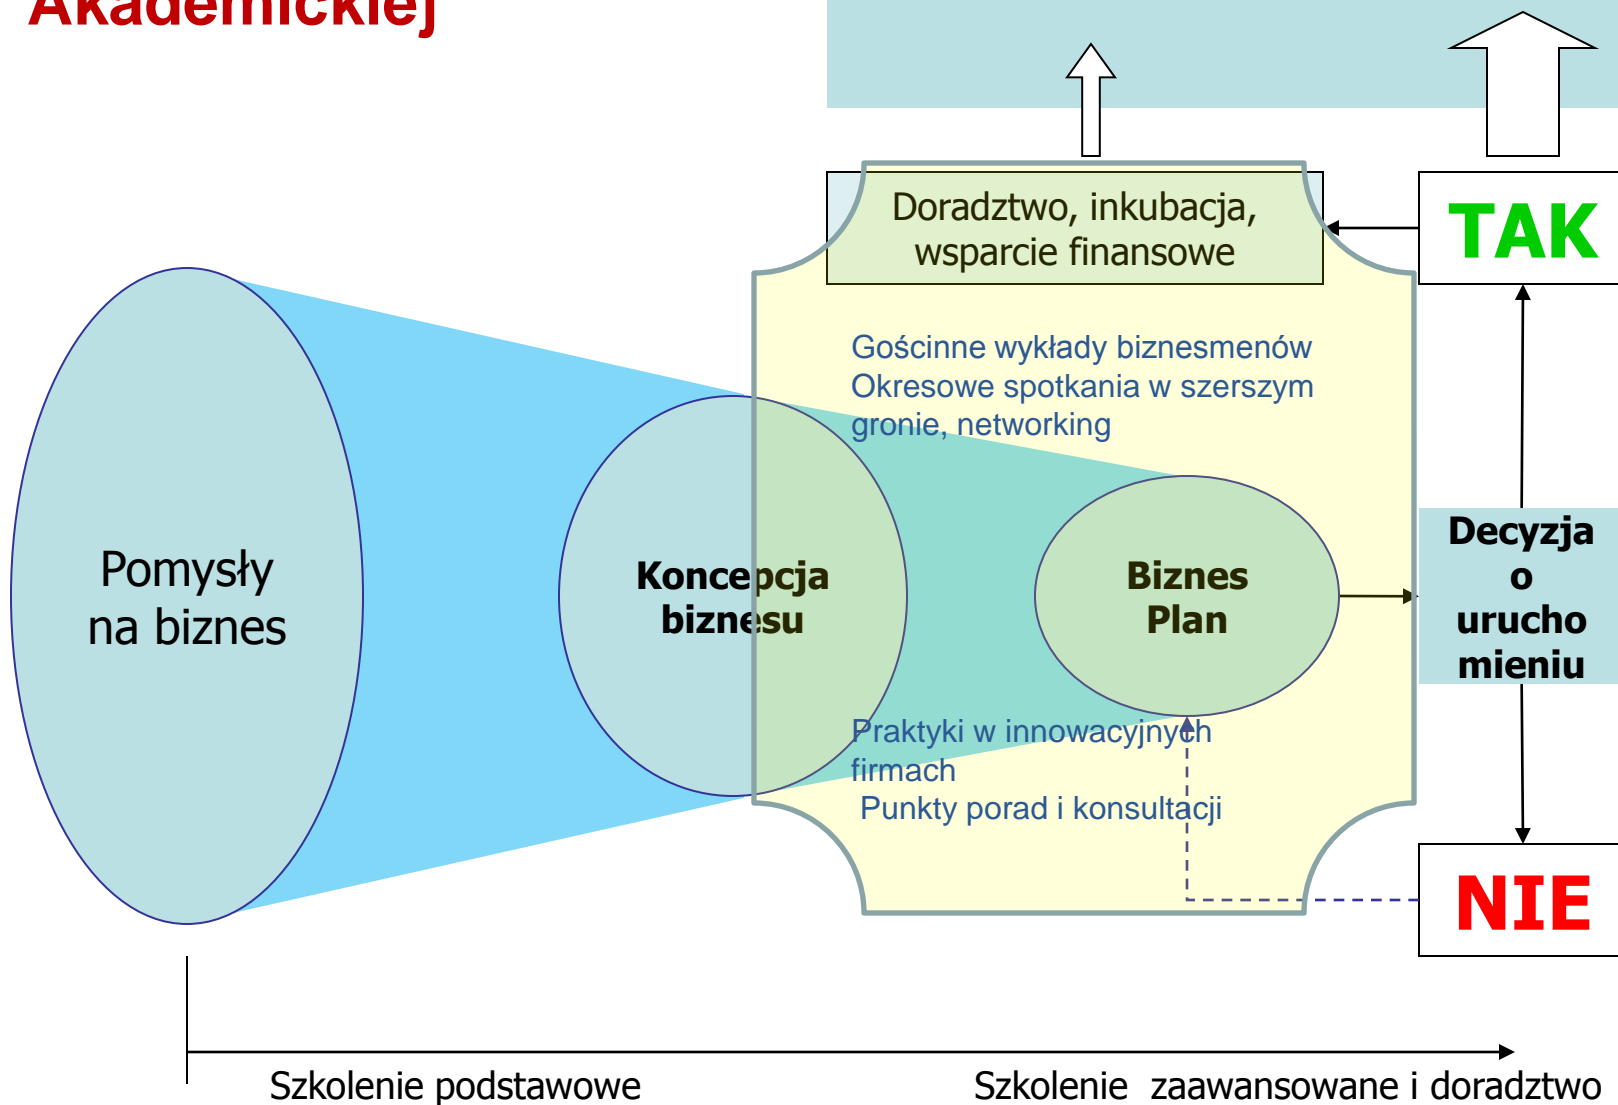 Akademickiej
Doradztwo, inkubacja,
wsparcie finansowe
TAK
Gościnne wykłady biznesmenów
Okresowe spotkania w szerszym
gronie, networking
Pomysły
na biznes
Koncepcja
biznesu
Biznes
Plan
Decyzja
o
urucho
mieniu
Praktyki w innowacyjnych
firmach
Punkty porad i konsultacji
NIE
Szkolenie podstawowe
Szkolenie  zaawansowane i doradztwo